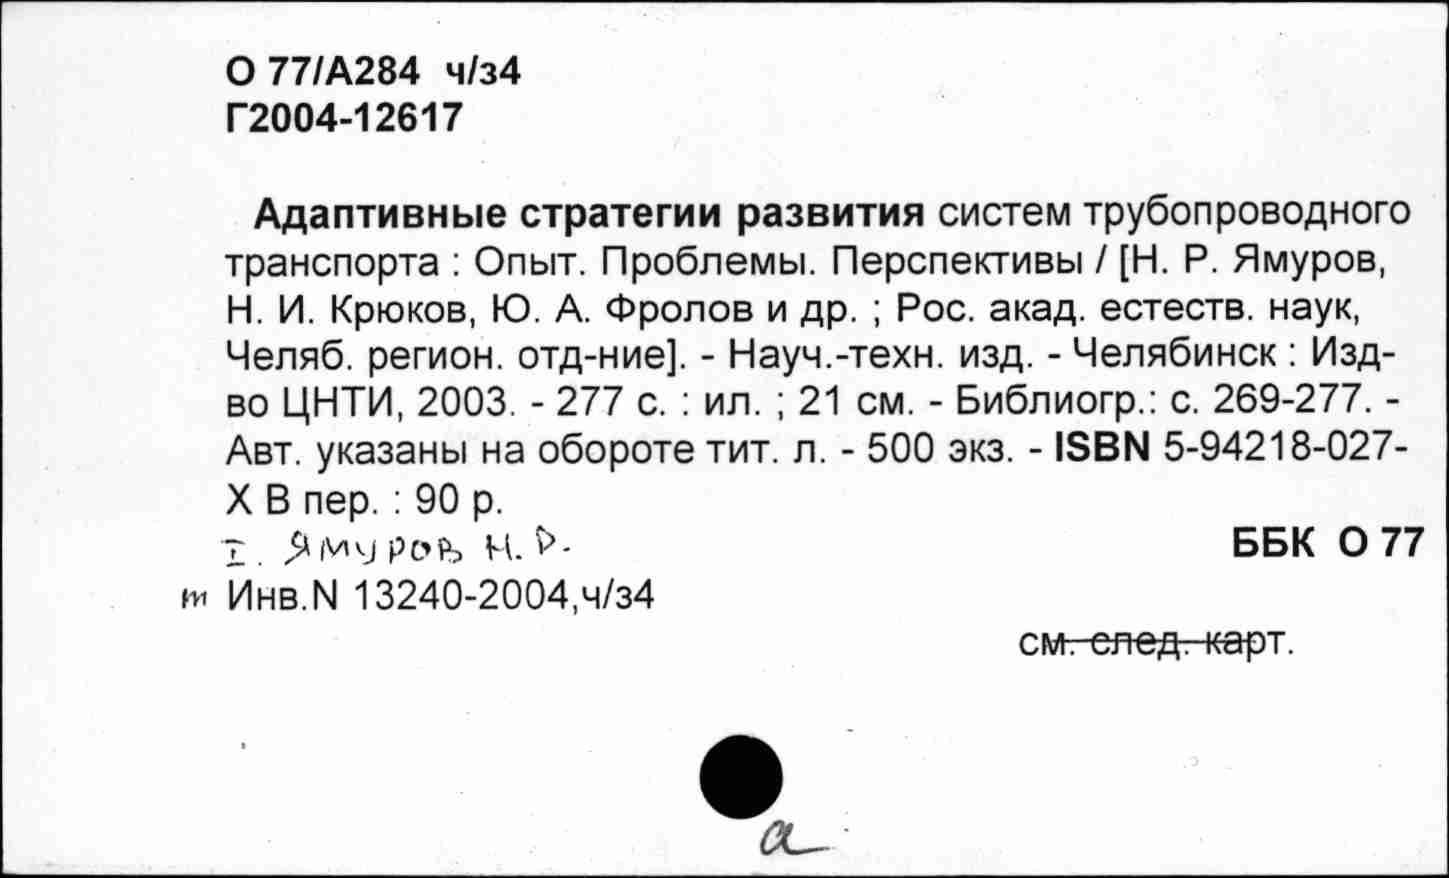 О 77/А284 ч/з4
Г2004-12617
Адаптивные стратегии развития систем трубопроводного
транспорта : Опыт. Проблемы. Перспективы / [Н. Р. Ямуров,
Н. И. Крюков, Ю. А. Фролов и др. ; Рос. акад. естеств. наук,
Челяб. регион. отд-ние]. - Науч.-техн. изд. - Челябинск : Изд-
во ЦНТИ, 2003. - 277 с. : ил. ; 21 см. - Библиогр.: с. 269-277. -
Авт. указаны на обороте тит. л. - 500 экз. - ISBN 5-94218-027-
X В пер. : 90 р.
I. Ямуров Н. Р.
ББК О 77
m Инв.N 13240-2004,ч/з4
см. след. карт.
а